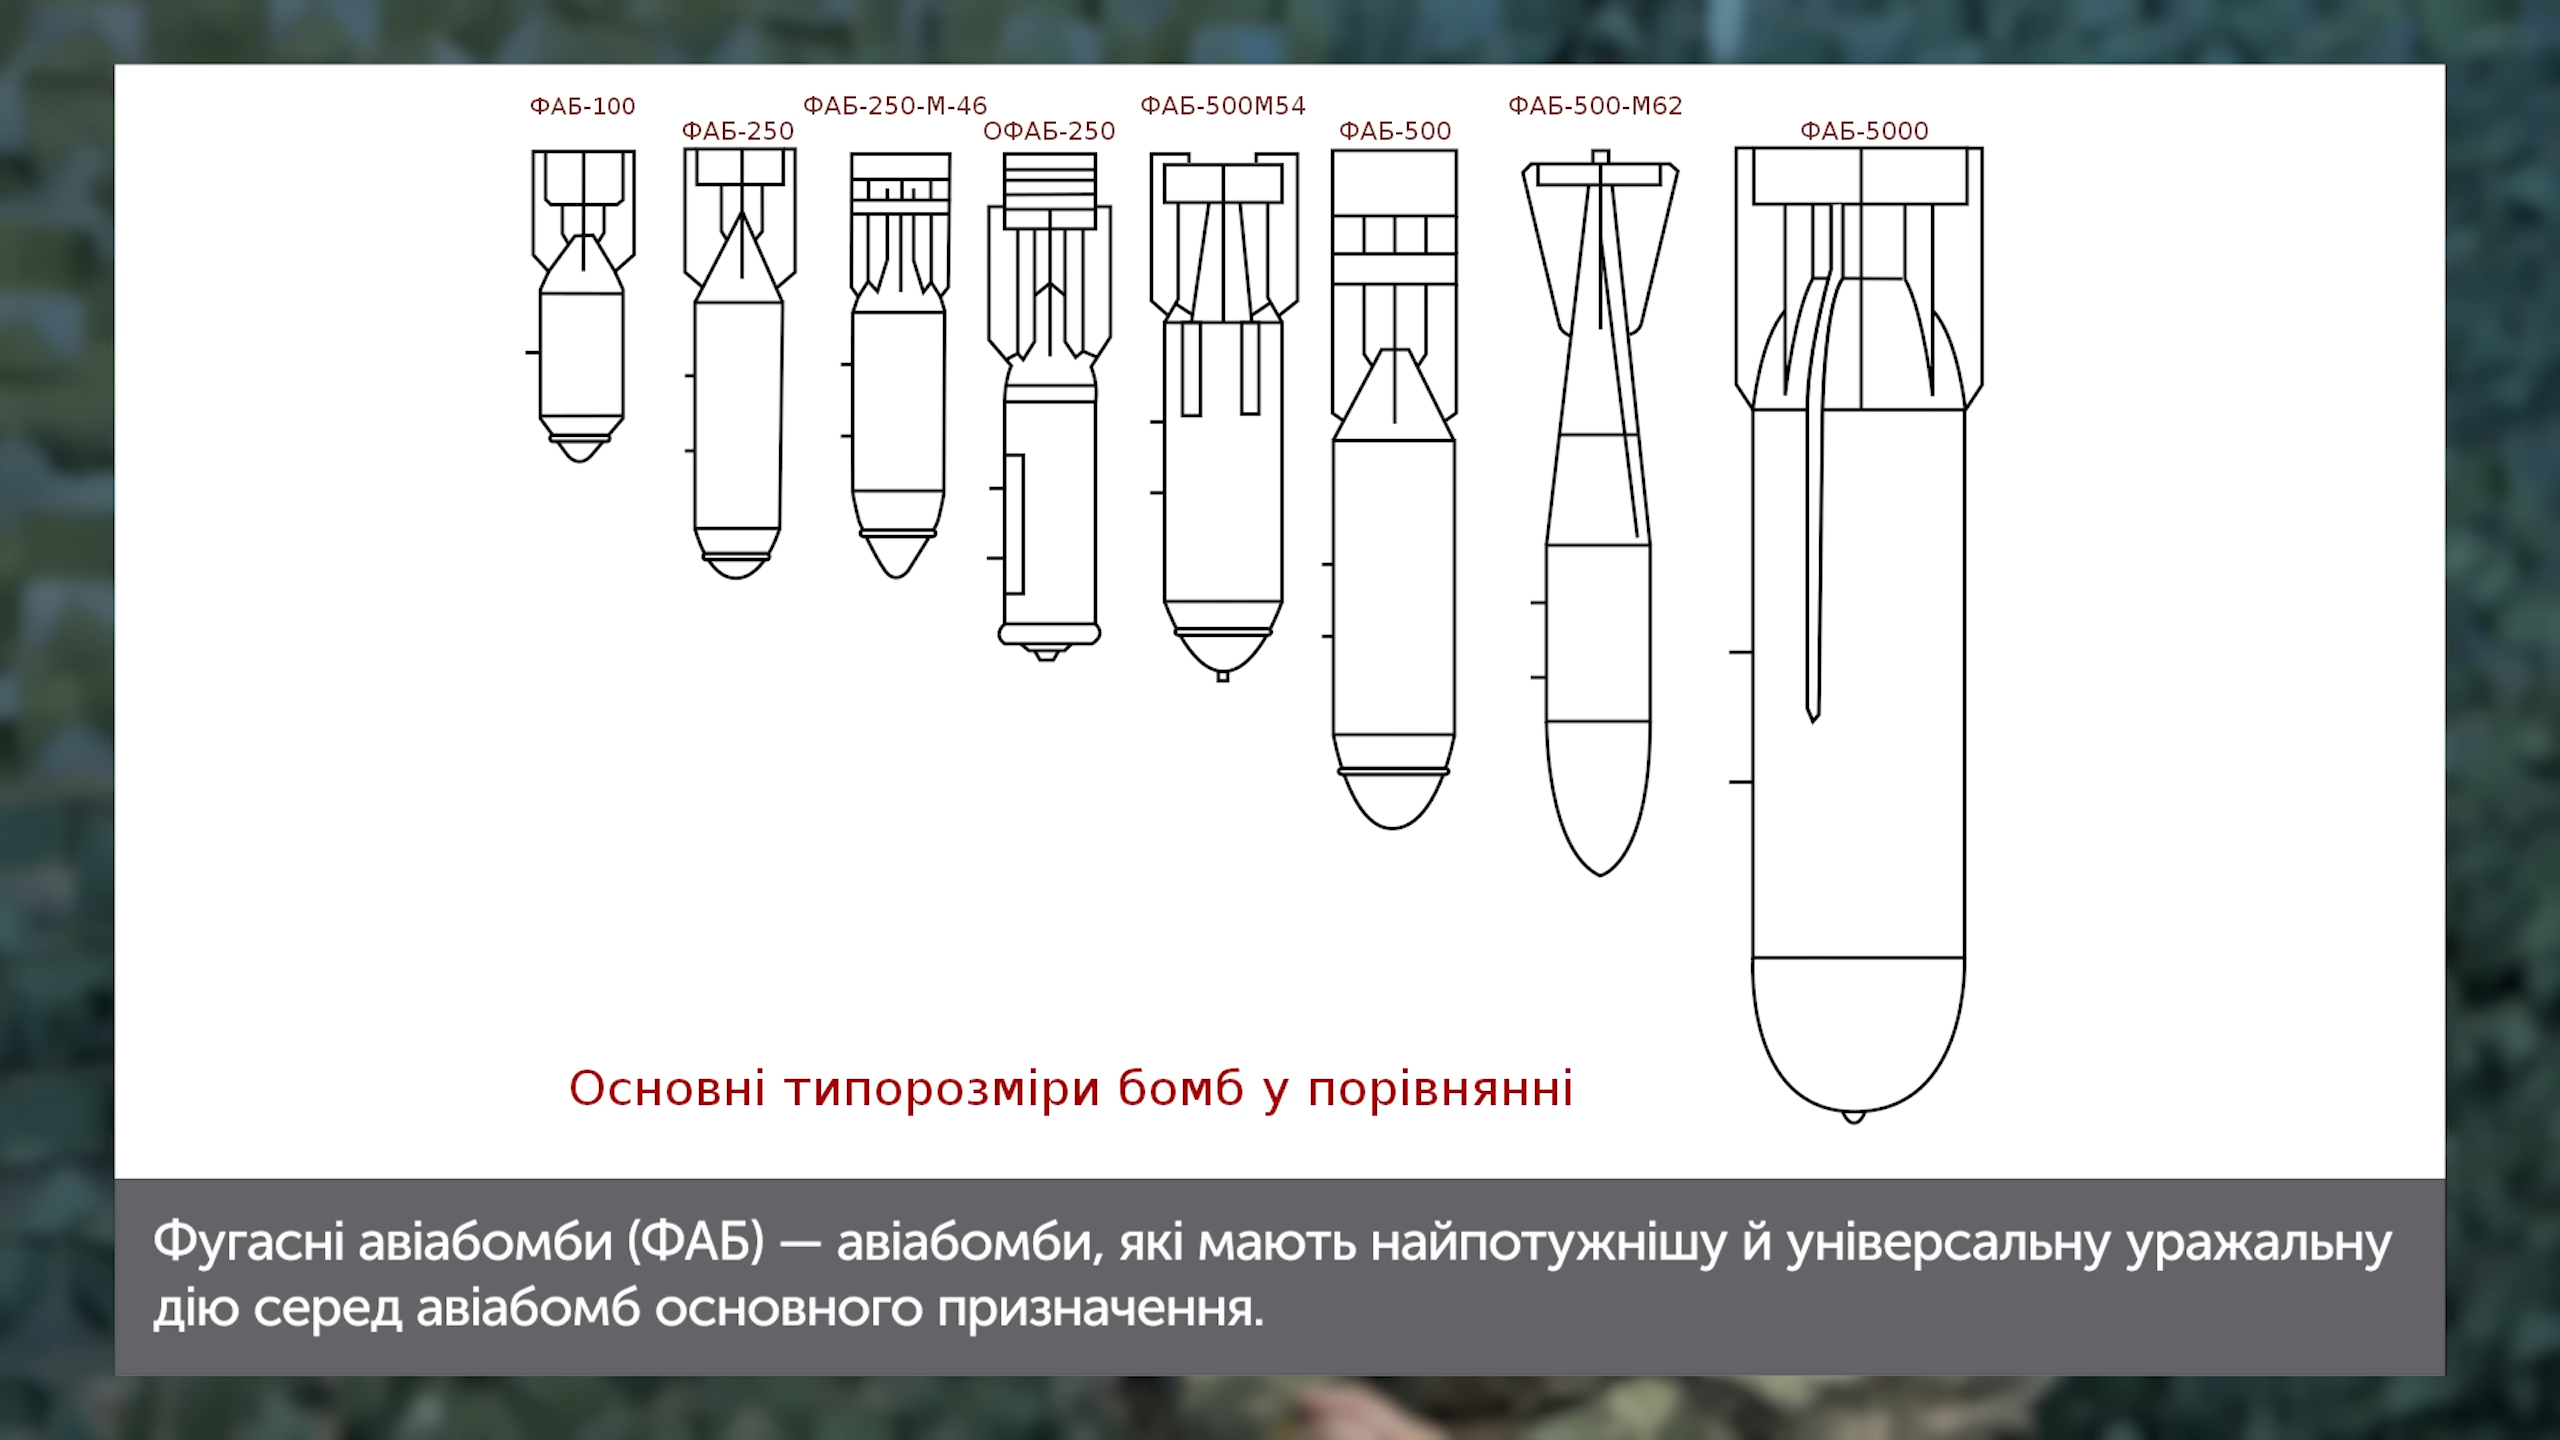 ФАБ-100
ФАБ-250
ФАБ-250-М-46
ОФАБ-250
ФАБ-500М54
ФАБ-500
ФАБ-500-М62
ФАБ-5000
Основні типорозміри бомб у порівнянні
Фугасні авіабомби (ФАБ) — авіабомби, які мають найпотужнішу й універсальну уражальну
дію серед авіабомб основного призначення.